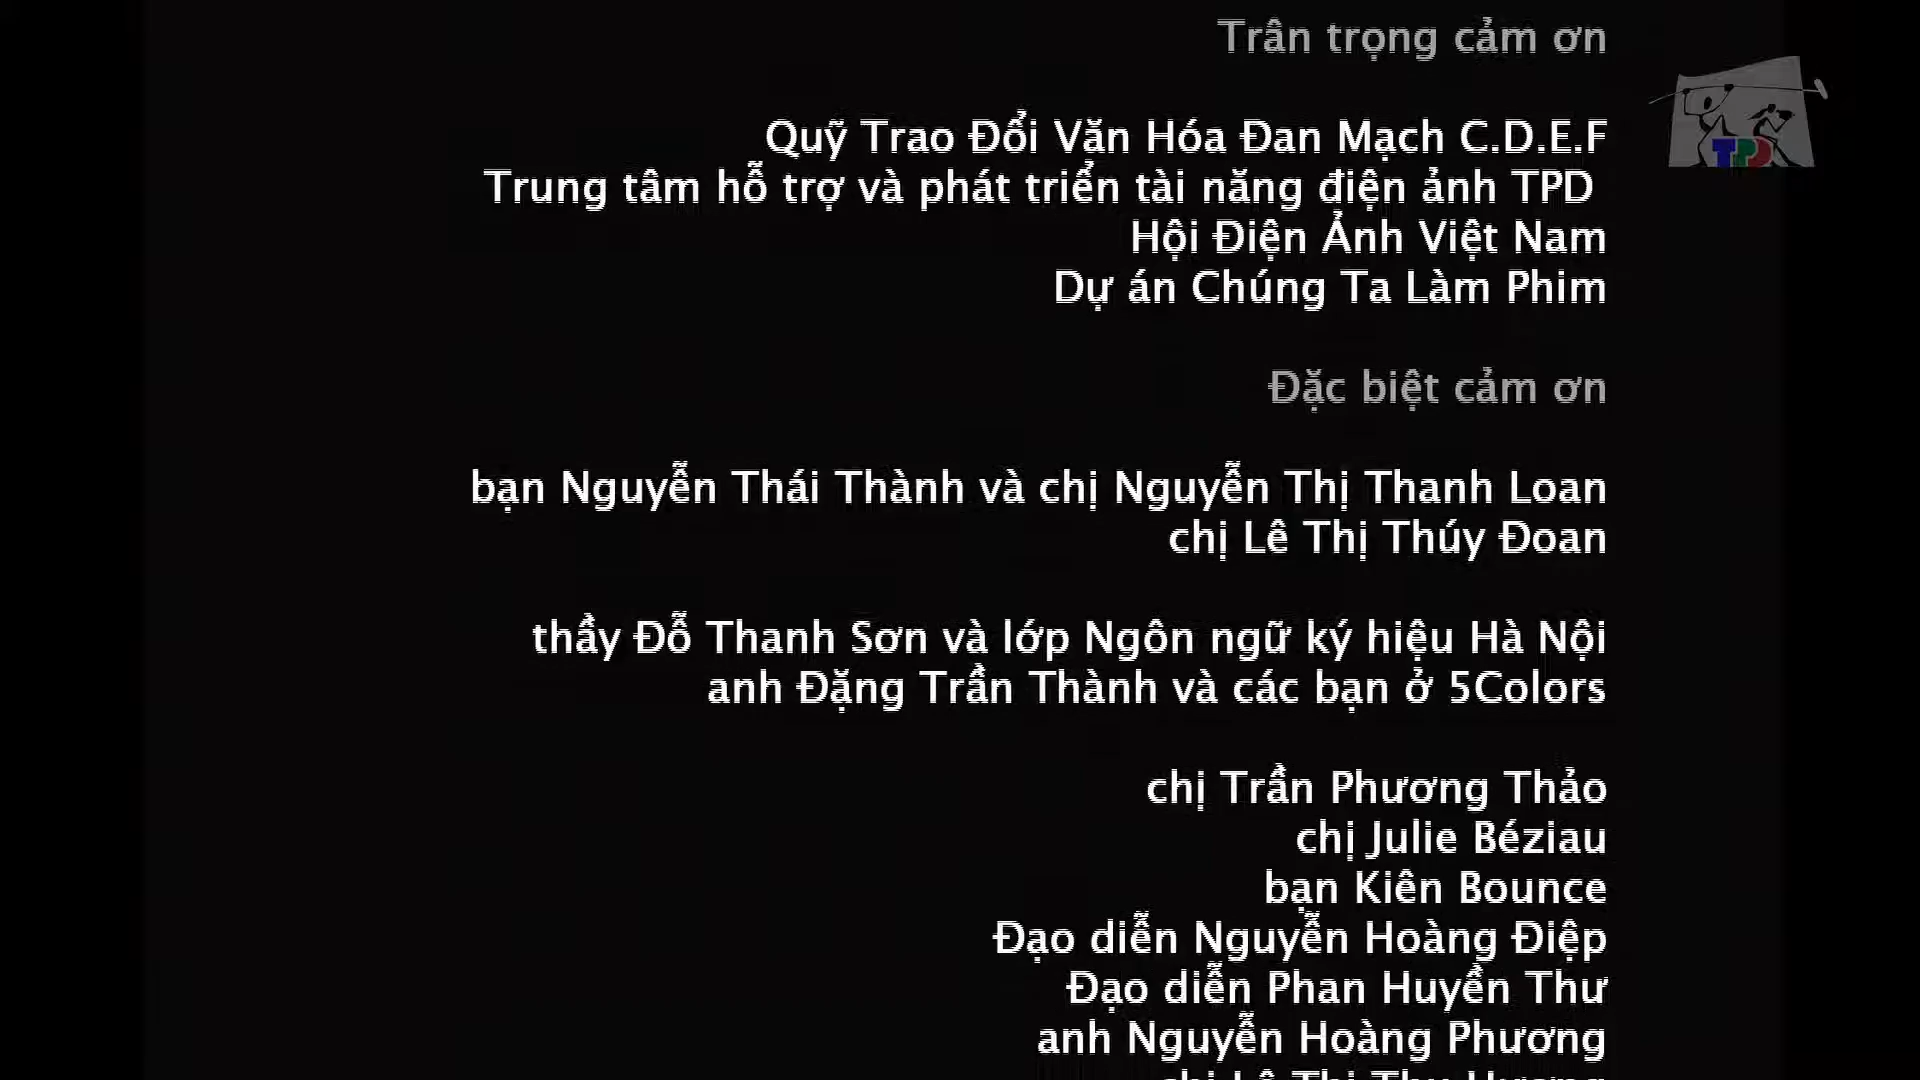 Trân trọng cảm ơn
TPD
Quỹ Trao Đổi Văn Hóa Đan Mạch C.D.E.F
Trung tâm hỗ trợ và phát triển tài năng điện ảnh TPD
Hội Điện Ảnh Việt Nam
Dự án Chúng Ta Làm Phim
Đặc biệt cảm ơn
bạn Nguyễn Thái Thành và chị Nguyễn Thị Thanh Loan
chị Lê Thị Thúy Đoan
thầy Đỗ Thanh Sơn và lớp Ngôn ngữ ký hiệu Hà Nội
anh Đặng Trần Thành và các bạn ở 5Colors
chị Trần Phương Thảo
chị Julie Béziau
bạn Kiên Bounce
Đạo diễn Nguyễn Hoàng Điệp
Đạo diễn Phan Huyền Thư
anh Nguyễn Hoàng Phương